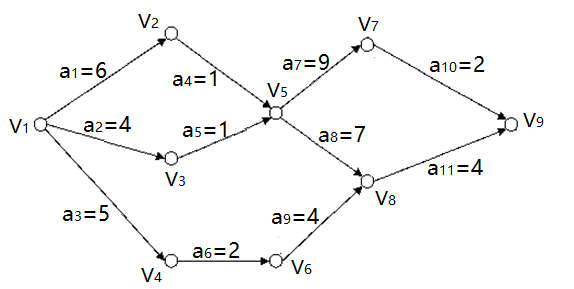 V7
V2
a10=2
a1=6
a7=9
a4=1
V5
V1
a2=4
a5=1
a8=7
V9
V3
V8
a11=4
a3=5
a9=4
a6=2
V4
V6